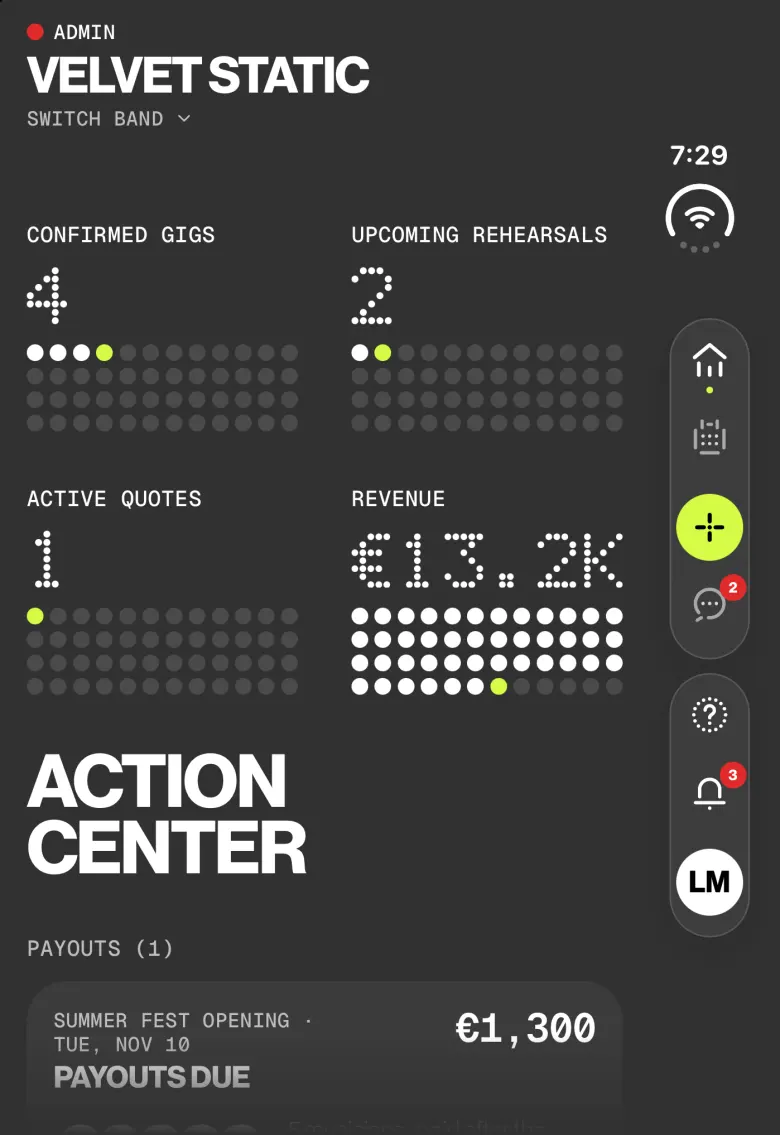 ADMIN
VELVET STATIC
SWITCH BAND
7:29
CONFIRMED GIGS
4
UPCOMING REHEARSALS
2
ACTIVE QUOTES
1
REVENUE
€13.2K
2
?
3
LM
ACTION
CENTER
PAYOUTS (1)
SUMMER FEST OPENING ·
TUE, NOV 10
€1,300
PAYOUTS DUE